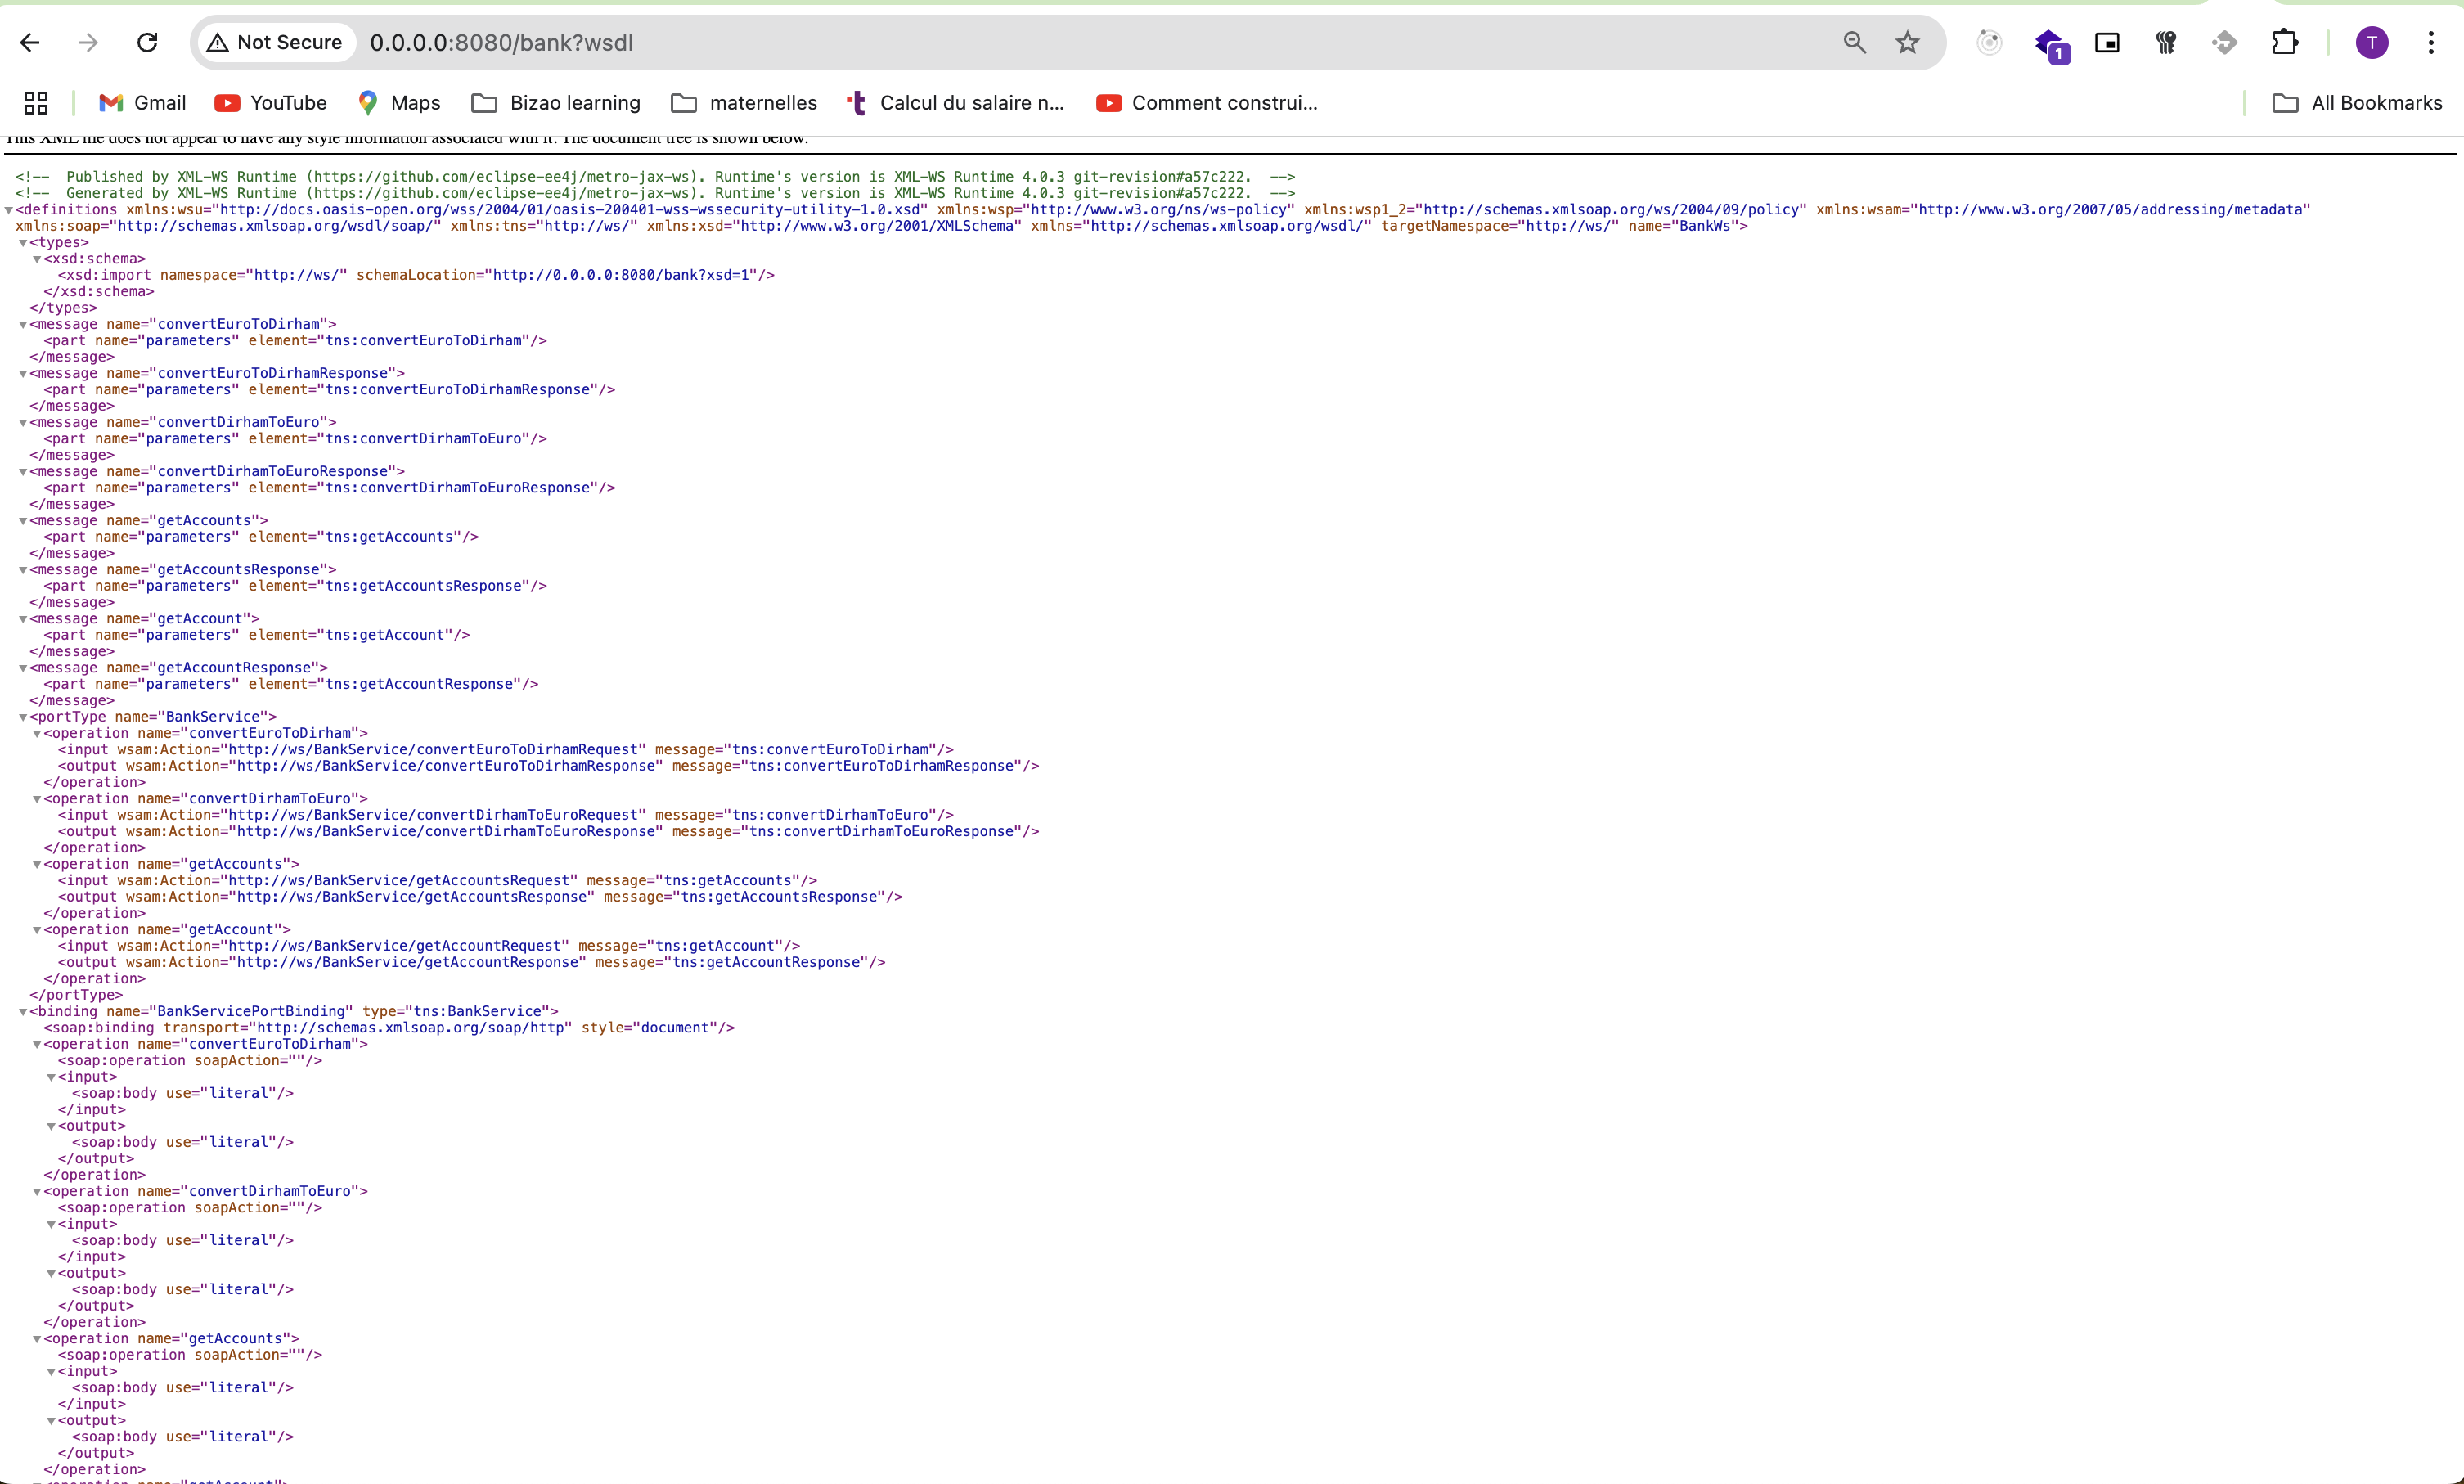 Not Secure 0.0.0.0:8080/bank?wsdl 1 T
Gmail YouTube Maps Bizao learning maternelles Calcul du salaire n... Comment construi... All Bookmarks
This XML file does not appear to have any style information associated with it. The document tree is shown below.
<!-- Published by XML-WS Runtime (https://github.com/eclipse-ee4j/metro-jax-ws). Runtime's version is XML-WS Runtime 4.0.3 git-revision#a57c222. -->
<!-- Generated by XML-WS Runtime (https://github.com/eclipse-ee4j/metro-jax-ws). Runtime's version is XML-WS Runtime 4.0.3 git-revision#a57c222. -->
<definitions xmlns:wsu="http://docs.oasis-open.org/wss/2004/01/oasis-200401-wss-wssecurity-utility-1.0.xsd" xmlns:wsp="http://www.w3.org/ns/ws-policy" xmlns:wsp1_2="http://schemas.xmlsoap.org/ws/2004/09/policy" xmlns:wsam="http://www.w3.org/2007/05/addressing/metadata"
xmlns:soap="http://schemas.xmlsoap.org/wsdl/soap/" xmlns:tns="http://ws/" xmlns:xsd="http://www.w3.org/2001/XMLSchema" xmlns="http://schemas.xmlsoap.org/wsdl/" targetNamespace="http://ws/" name="BankWs">
<types>
<xsd:schema>
<xsd:import namespace="http://ws/" schemaLocation="http://0.0.0.0:8080/bank?xsd=1"/>
</xsd:schema>
</types>
<message name="convertEuroToDirham">
<part name="parameters" element="tns:convertEuroToDirham"/>
</message>
<message name="convertEuroToDirhamResponse">
<part name="parameters" element="tns:convertEuroToDirhamResponse"/>
</message>
<message name="convertDirhamToEuro">
<part name="parameters" element="tns:convertDirhamToEuro"/>
</message>
<message name="convertDirhamToEuroResponse">
<part name="parameters" element="tns:convertDirhamToEuroResponse"/>
</message>
<message name="getAccounts">
<part name="parameters" element="tns:getAccounts"/>
</message>
<message name="getAccountsResponse">
<part name="parameters" element="tns:getAccountsResponse"/>
</message>
<message name="getAccount">
<part name="parameters" element="tns:getAccount"/>
</message>
<message name="getAccountResponse">
<part name="parameters" element="tns:getAccountResponse"/>
</message>
<portType name="BankService">
<operation name="convertEuroToDirham">
<input wsam:Action="http://ws/BankService/convertEuroToDirhamRequest" message="tns:convertEuroToDirham"/>
<output wsam:Action="http://ws/BankService/convertEuroToDirhamResponse" message="tns:convertEuroToDirhamResponse"/>
</operation>
<operation name="convertDirhamToEuro">
<input wsam:Action="http://ws/BankService/convertDirhamToEuroRequest" message="tns:convertDirhamToEuro"/>
<output wsam:Action="http://ws/BankService/convertDirhamToEuroResponse" message="tns:convertDirhamToEuroResponse"/>
</operation>
<operation name="getAccounts">
<input wsam:Action="http://ws/BankService/getAccountsRequest" message="tns:getAccounts"/>
<output wsam:Action="http://ws/BankService/getAccountsResponse" message="tns:getAccountsResponse"/>
</operation>
<operation name="getAccount">
<input wsam:Action="http://ws/BankService/getAccountRequest" message="tns:getAccount"/>
<output wsam:Action="http://ws/BankService/getAccountResponse" message="tns:getAccountResponse"/>
</operation>
</portType>
<binding name="BankServicePortBinding" type="tns:BankService">
<soap:binding transport="http://schemas.xmlsoap.org/soap/http" style="document"/>
<operation name="convertEuroToDirham">
<soap:operation soapAction=""/>
<input>
<soap:body use="literal"/>
</input>
<output>
<soap:body use="literal"/>
</output>
</operation>
<operation name="convertDirhamToEuro">
<soap:operation soapAction=""/>
<input>
<soap:body use="literal"/>
</input>
<output>
<soap:body use="literal"/>
</output>
</operation>
<operation name="getAccounts">
<soap:operation soapAction=""/>
<input>
<soap:body use="literal"/>
</input>
<output>
<soap:body use="literal"/>
</output>
</operation>
<operation name="getAccount">